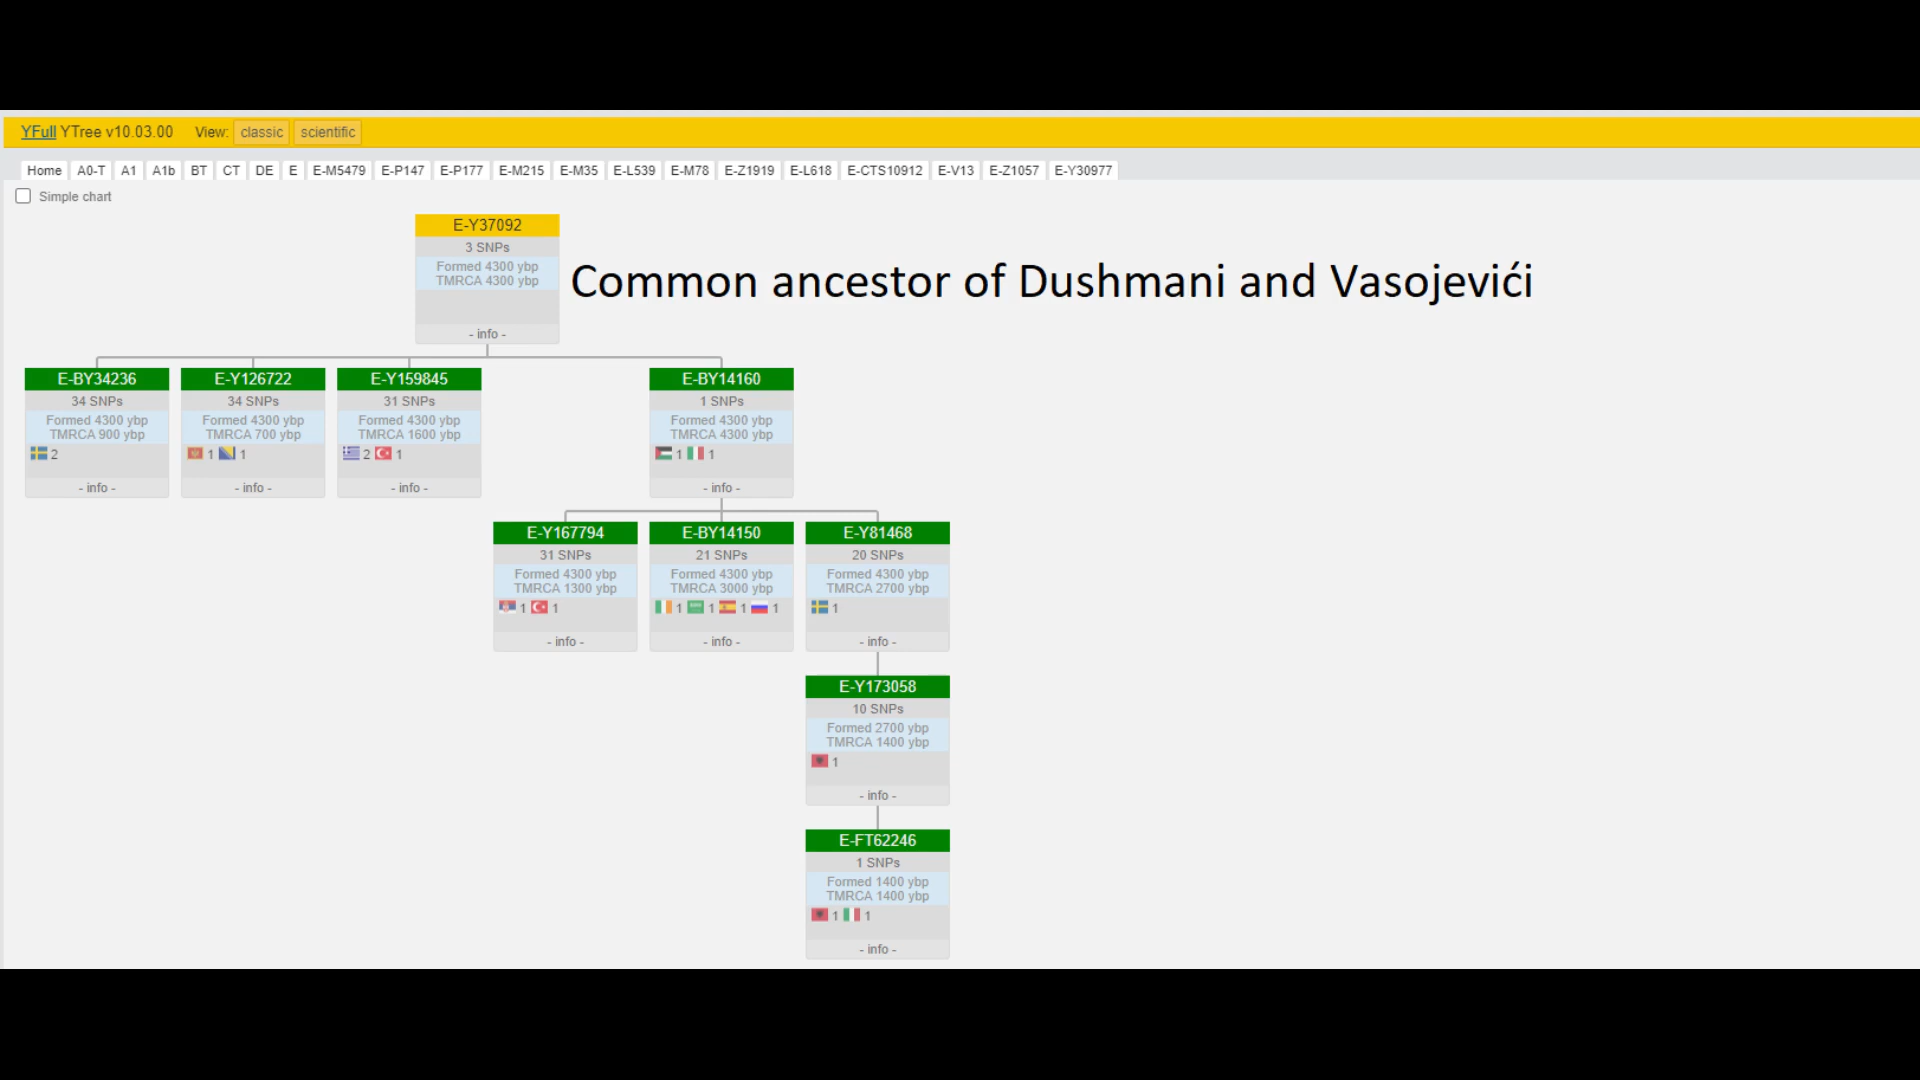 YFull YTree v10.03.00 View: classic scientific
Home A0-T A1 A1b BT CT DE E E-M5479 E-P147 E-P177 E-M215 E-M35 E-L539 E-M78 E-Z1919 E-L618 E-CTS10912 E-V13 E-Z1057 E-Y30977
Simple chart
E-Y37092
3 SNPs
Formed 4300 ybp
TMRCA 4300 ybp
- info -
Common ancestor of Dushmani and Vasojevići
E-BY34236
34 SNPs
Formed 4300 ybp
TMRCA 900 ybp
2
- info -
E-Y126722
34 SNPs
Formed 4300 ybp
TMRCA 700 ybp
1 1
- info -
E-Y159845
31 SNPs
Formed 4300 ybp
TMRCA 1600 ybp
2 1
- info -
E-BY14160
1 SNPs
Formed 4300 ybp
TMRCA 4300 ybp
1 1
- info -
E-Y167794
31 SNPs
Formed 4300 ybp
TMRCA 1300 ybp
1 1
- info -
E-BY14150
21 SNPs
Formed 4300 ybp
TMRCA 3000 ybp
1 1 1 1
- info -
E-Y81468
20 SNPs
Formed 4300 ybp
TMRCA 2700 ybp
1
- info -
E-Y173058
10 SNPs
Formed 2700 ybp
TMRCA 1400 ybp
1
- info -
E-FT62246
1 SNPs
Formed 1400 ybp
TMRCA 1400 ybp
1 1
- info -